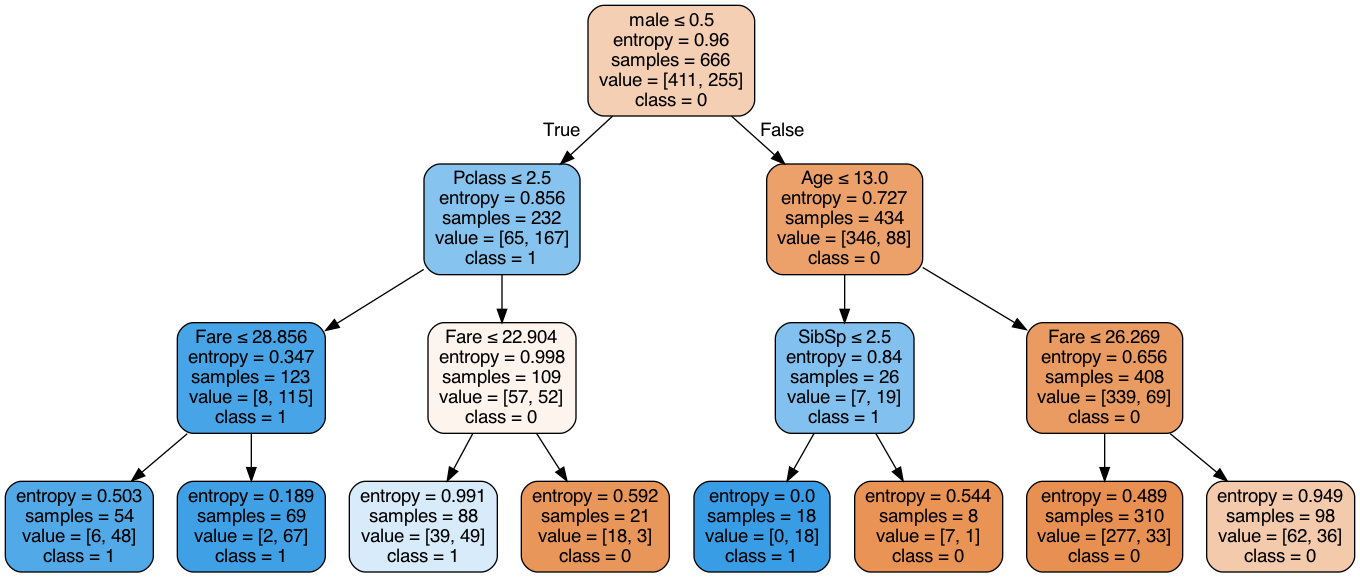 male ≤ 0.5
entropy = 0.96
samples = 666
value = [411, 255]
class = 0
True
False
Pclass ≤ 2.5
entropy = 0.856
samples = 232
value = [65, 167]
class = 1
Age ≤ 13.0
entropy = 0.727
samples = 434
value = [346, 88]
class = 0
Fare ≤ 28.856
entropy = 0.347
samples = 123
value = [8, 115]
class = 1
Fare ≤ 22.904
entropy = 0.998
samples = 109
value = [57, 52]
class = 0
SibSp ≤ 2.5
entropy = 0.84
samples = 26
value = [7, 19]
class = 1
Fare ≤ 26.269
entropy = 0.656
samples = 408
value = [339, 69]
class = 0
entropy = 0.503
samples = 54
value = [6, 48]
class = 1
entropy = 0.189
samples = 69
value = [2, 67]
class = 1
entropy = 0.991
samples = 88
value = [39, 49]
class = 1
entropy = 0.592
samples = 21
value = [18, 3]
class = 0
entropy = 0.0
samples = 18
value = [0, 18]
class = 1
entropy = 0.544
samples = 8
value = [7, 1]
class = 0
entropy = 0.489
samples = 310
value = [277, 33]
class = 0
entropy = 0.949
samples = 98
value = [62, 36]
class = 0